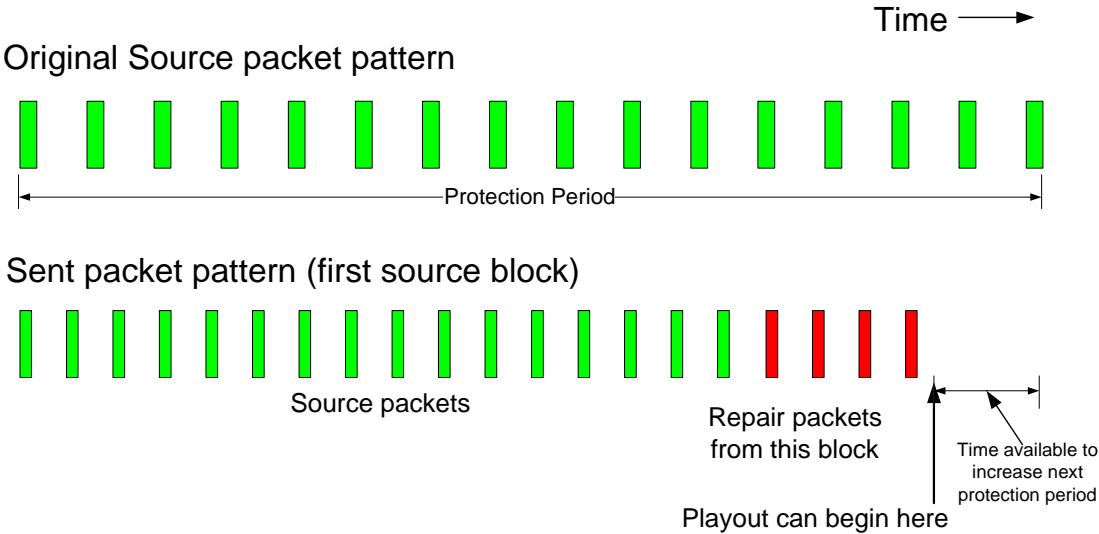 Time
Original Source packet pattern
Protection Period
Sent packet pattern (first source block)
Source packets
Repair packets
from this block
Time available to
increase next
protection period
Playout can begin here